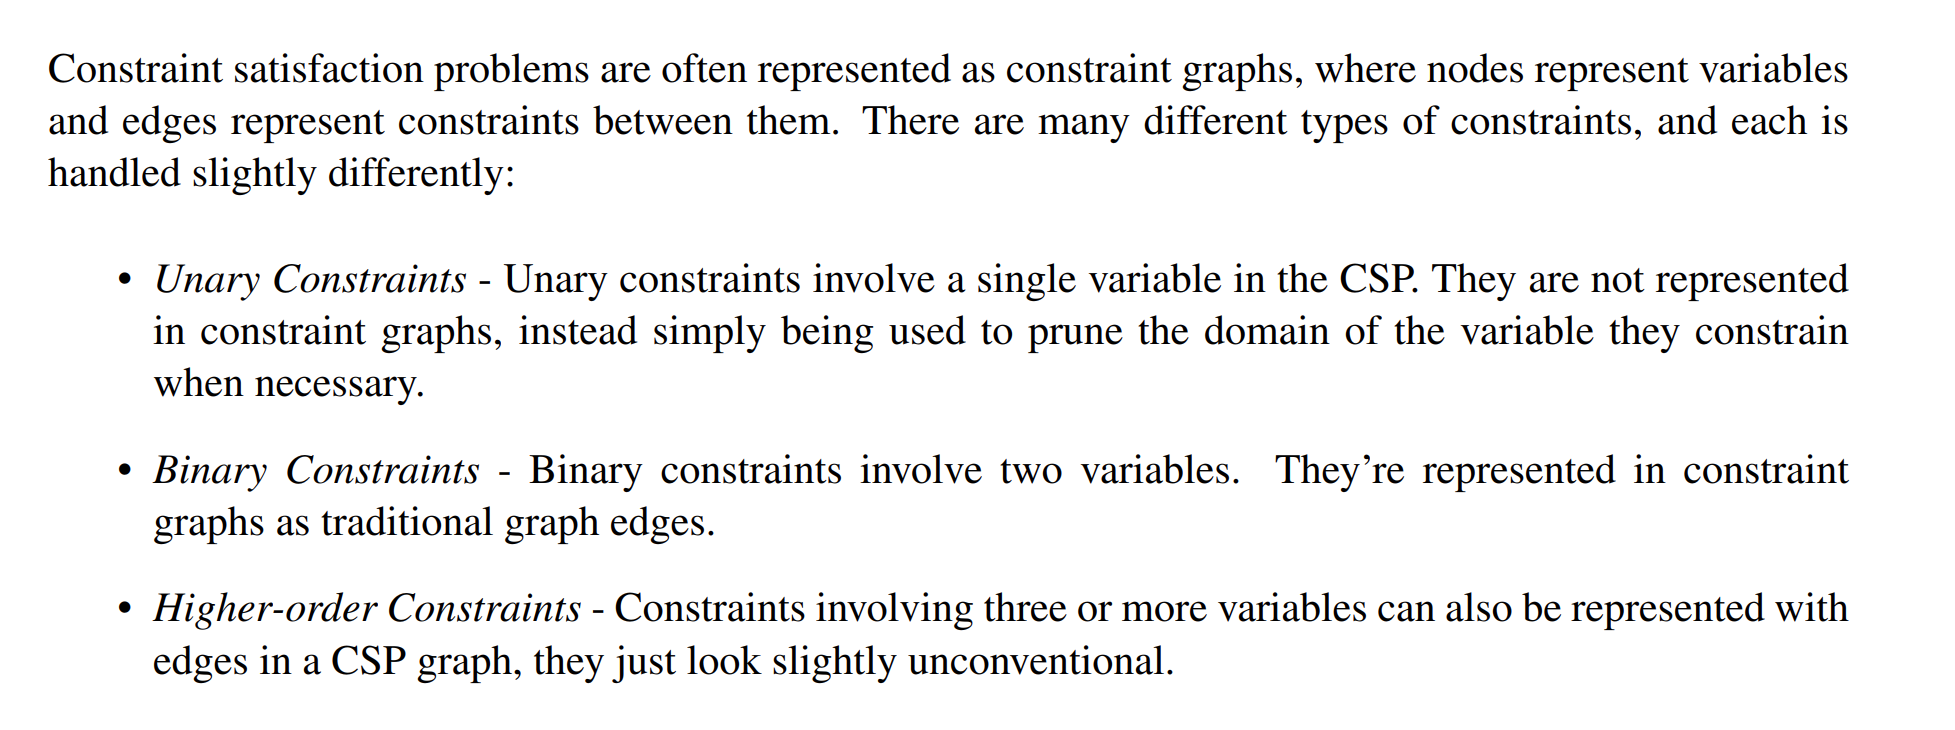 Constraint satisfaction problems are often represented as constraint graphs, where nodes represent variables
and edges represent constraints between them. There are many different types of constraints, and each is
handled slightly differently:
• Unary Constraints - Unary constraints involve a single variable in the CSP. They are not represented
in constraint graphs, instead simply being used to prune the domain of the variable they constrain
when necessary.
• Binary Constraints - Binary constraints involve two variables. They’re represented in constraint
graphs as traditional graph edges.
• Higher-order Constraints - Constraints involving three or more variables can also be represented with
edges in a CSP graph, they just look slightly unconventional.